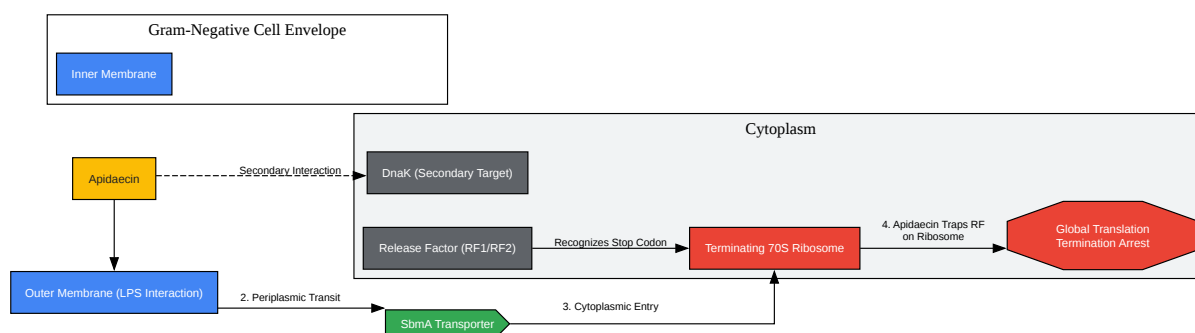 Gram-Negative Cell Envelope
Inner Membrane
Cytoplasm
Apidaecin
Secondary Interaction
DnaK (Secondary Target)
Release Factor (RF1/RF2)
Recognizes Stop Codon
Terminating 70S Ribosome
4. Apidaecin Traps RF
on Ribosome
Global Translation
Termination Arrest
Outer Membrane (LPS Interaction)
2. Periplasmic Transit
SbmA Transporter
3. Cytoplasmic Entry